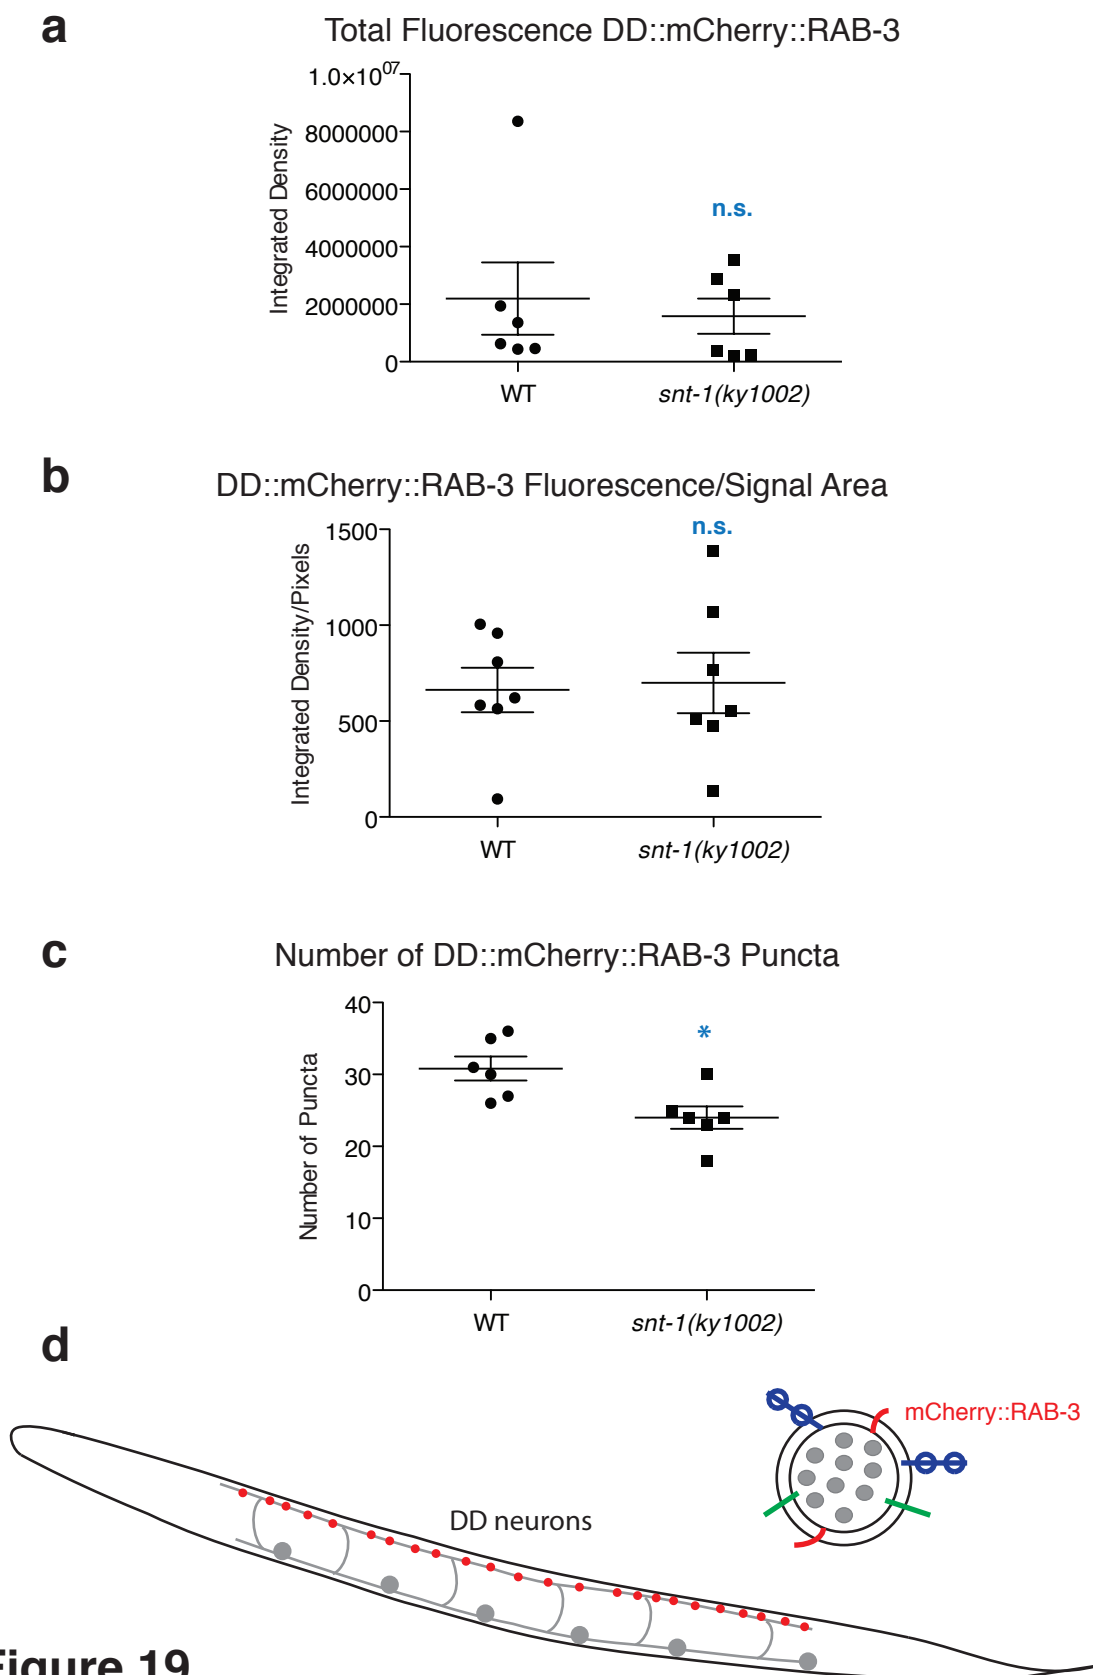 a
Total Fluorescence DD::mCherry::RAB-3
1.0×10⁰⁷
8000000
6000000
4000000
2000000
0
Integrated Density
n.s.
WT
snt-1(ky1002)
b
DD::mCherry::RAB-3 Fluorescence/Signal Area
1500
1000
500
0
Integrated Density/Pixels
n.s.
WT
snt-1(ky1002)
c
Number of DD::mCherry::RAB-3 Puncta
40
30
20
10
0
Number of Puncta
*
WT
snt-1(ky1002)
d
mCherry::RAB-3
DD neurons
igure 19